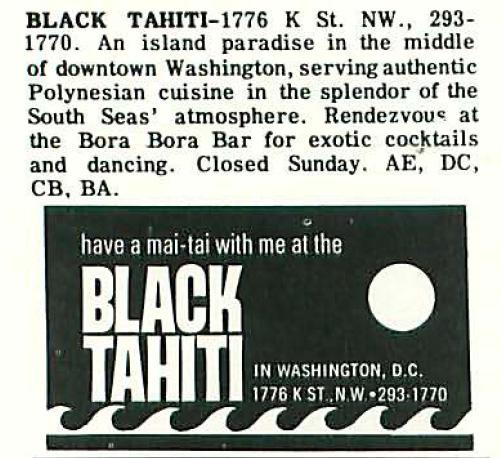 BLACK TAHITI–1776 K St. NW., 293-
1770. An island paradise in the middle
of downtown Washington, serving authentic
Polynesian cuisine in the splendor of the
South Seas' atmosphere. Rendezvous at
the Bora Bora Bar for exotic cocktails
and dancing. Closed Sunday. AE, DC,
CB, BA.
have a mai-tai with me at the
BLACK
TAHITI
IN WASHINGTON, D.C.
1776 K ST., N.W.•293-1770